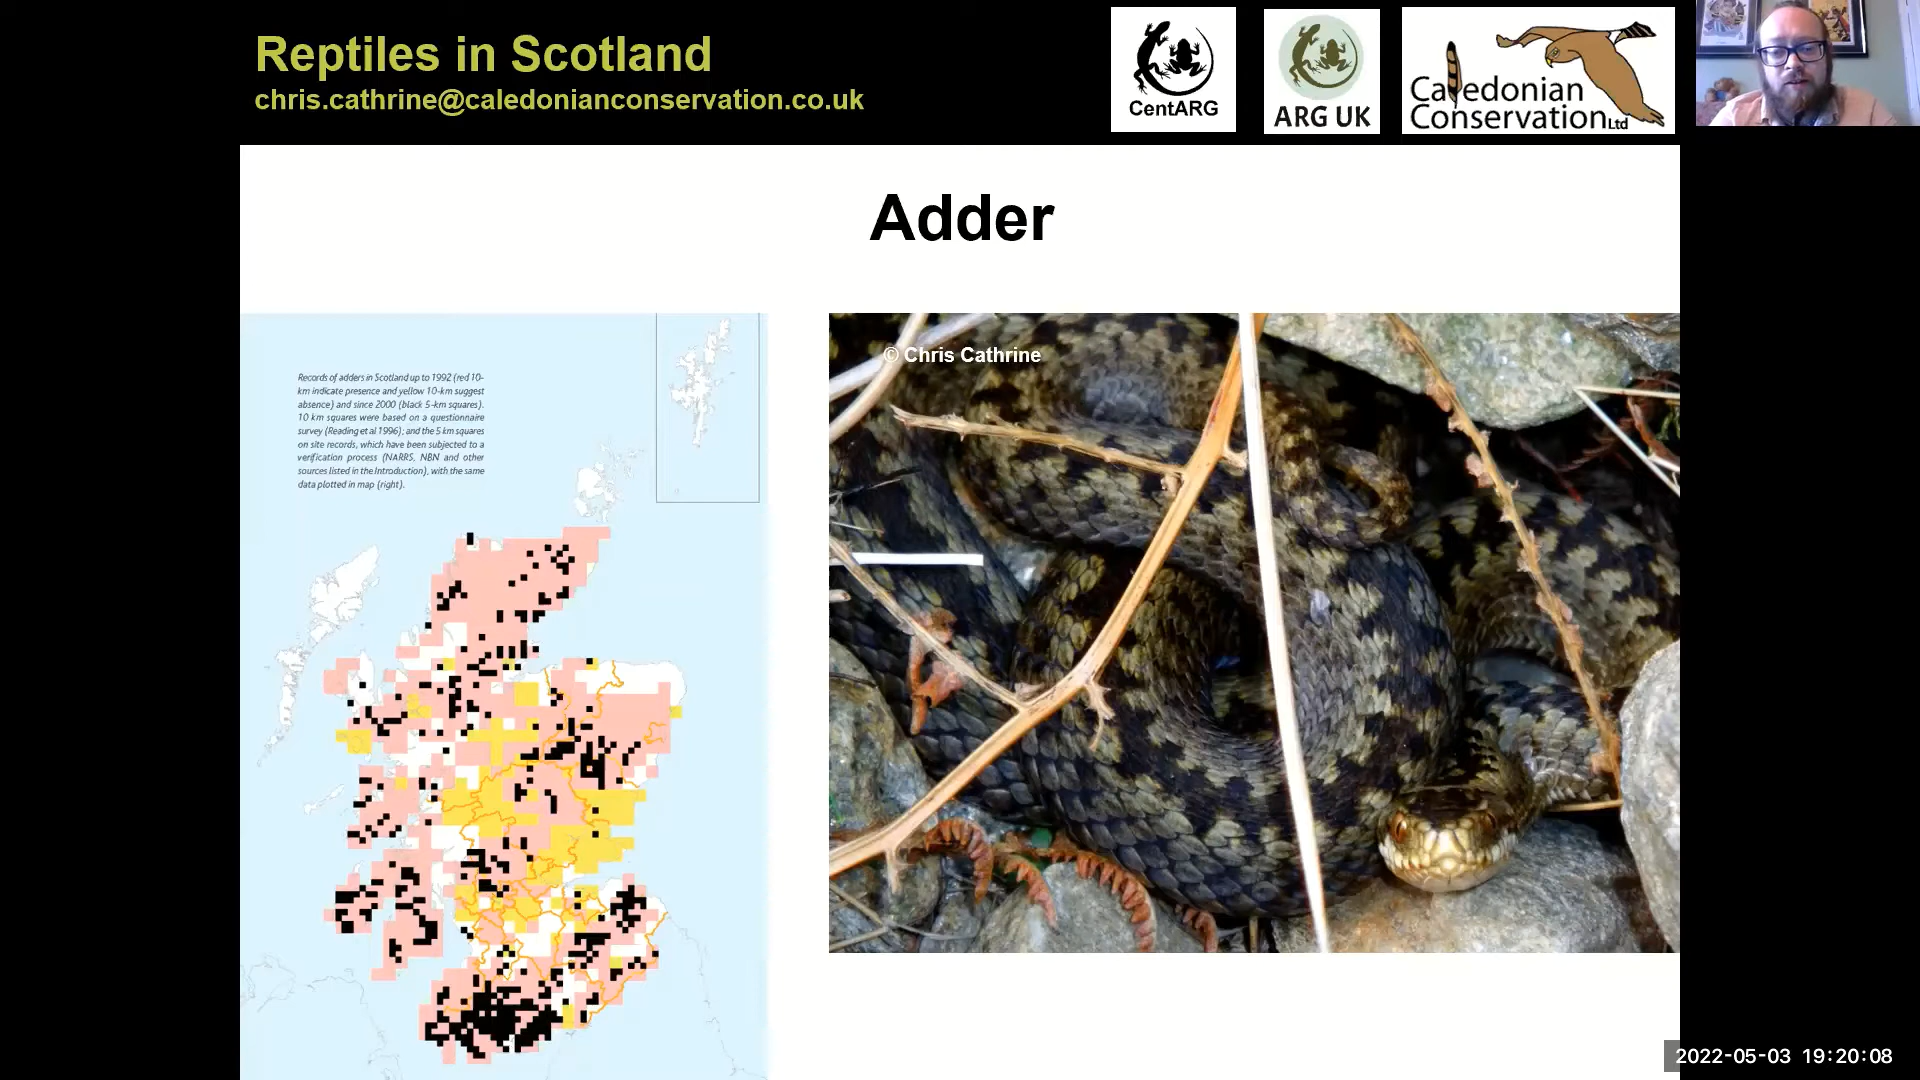 Reptiles in Scotland
chris.cathrine@caledonianconservation.co.uk
CentARG
ARG UK
Caledonian
Conservation Ltd
Adder
Records of adders in Scotland up to 1992 (red 10-
km indicate presence and yellow 10-km suggest
absence) and since 2000 (black 5-km squares).
10 km squares were based on a questionnaire
survey (Reading et al 1996); and the 5 km squares
on site records, which have been subjected to a
verification process (NARRS, NBN and other
sources listed in the Introduction), with the same
data plotted in map (right).
© Chris Cathrine
2022-05-03 19:20:08